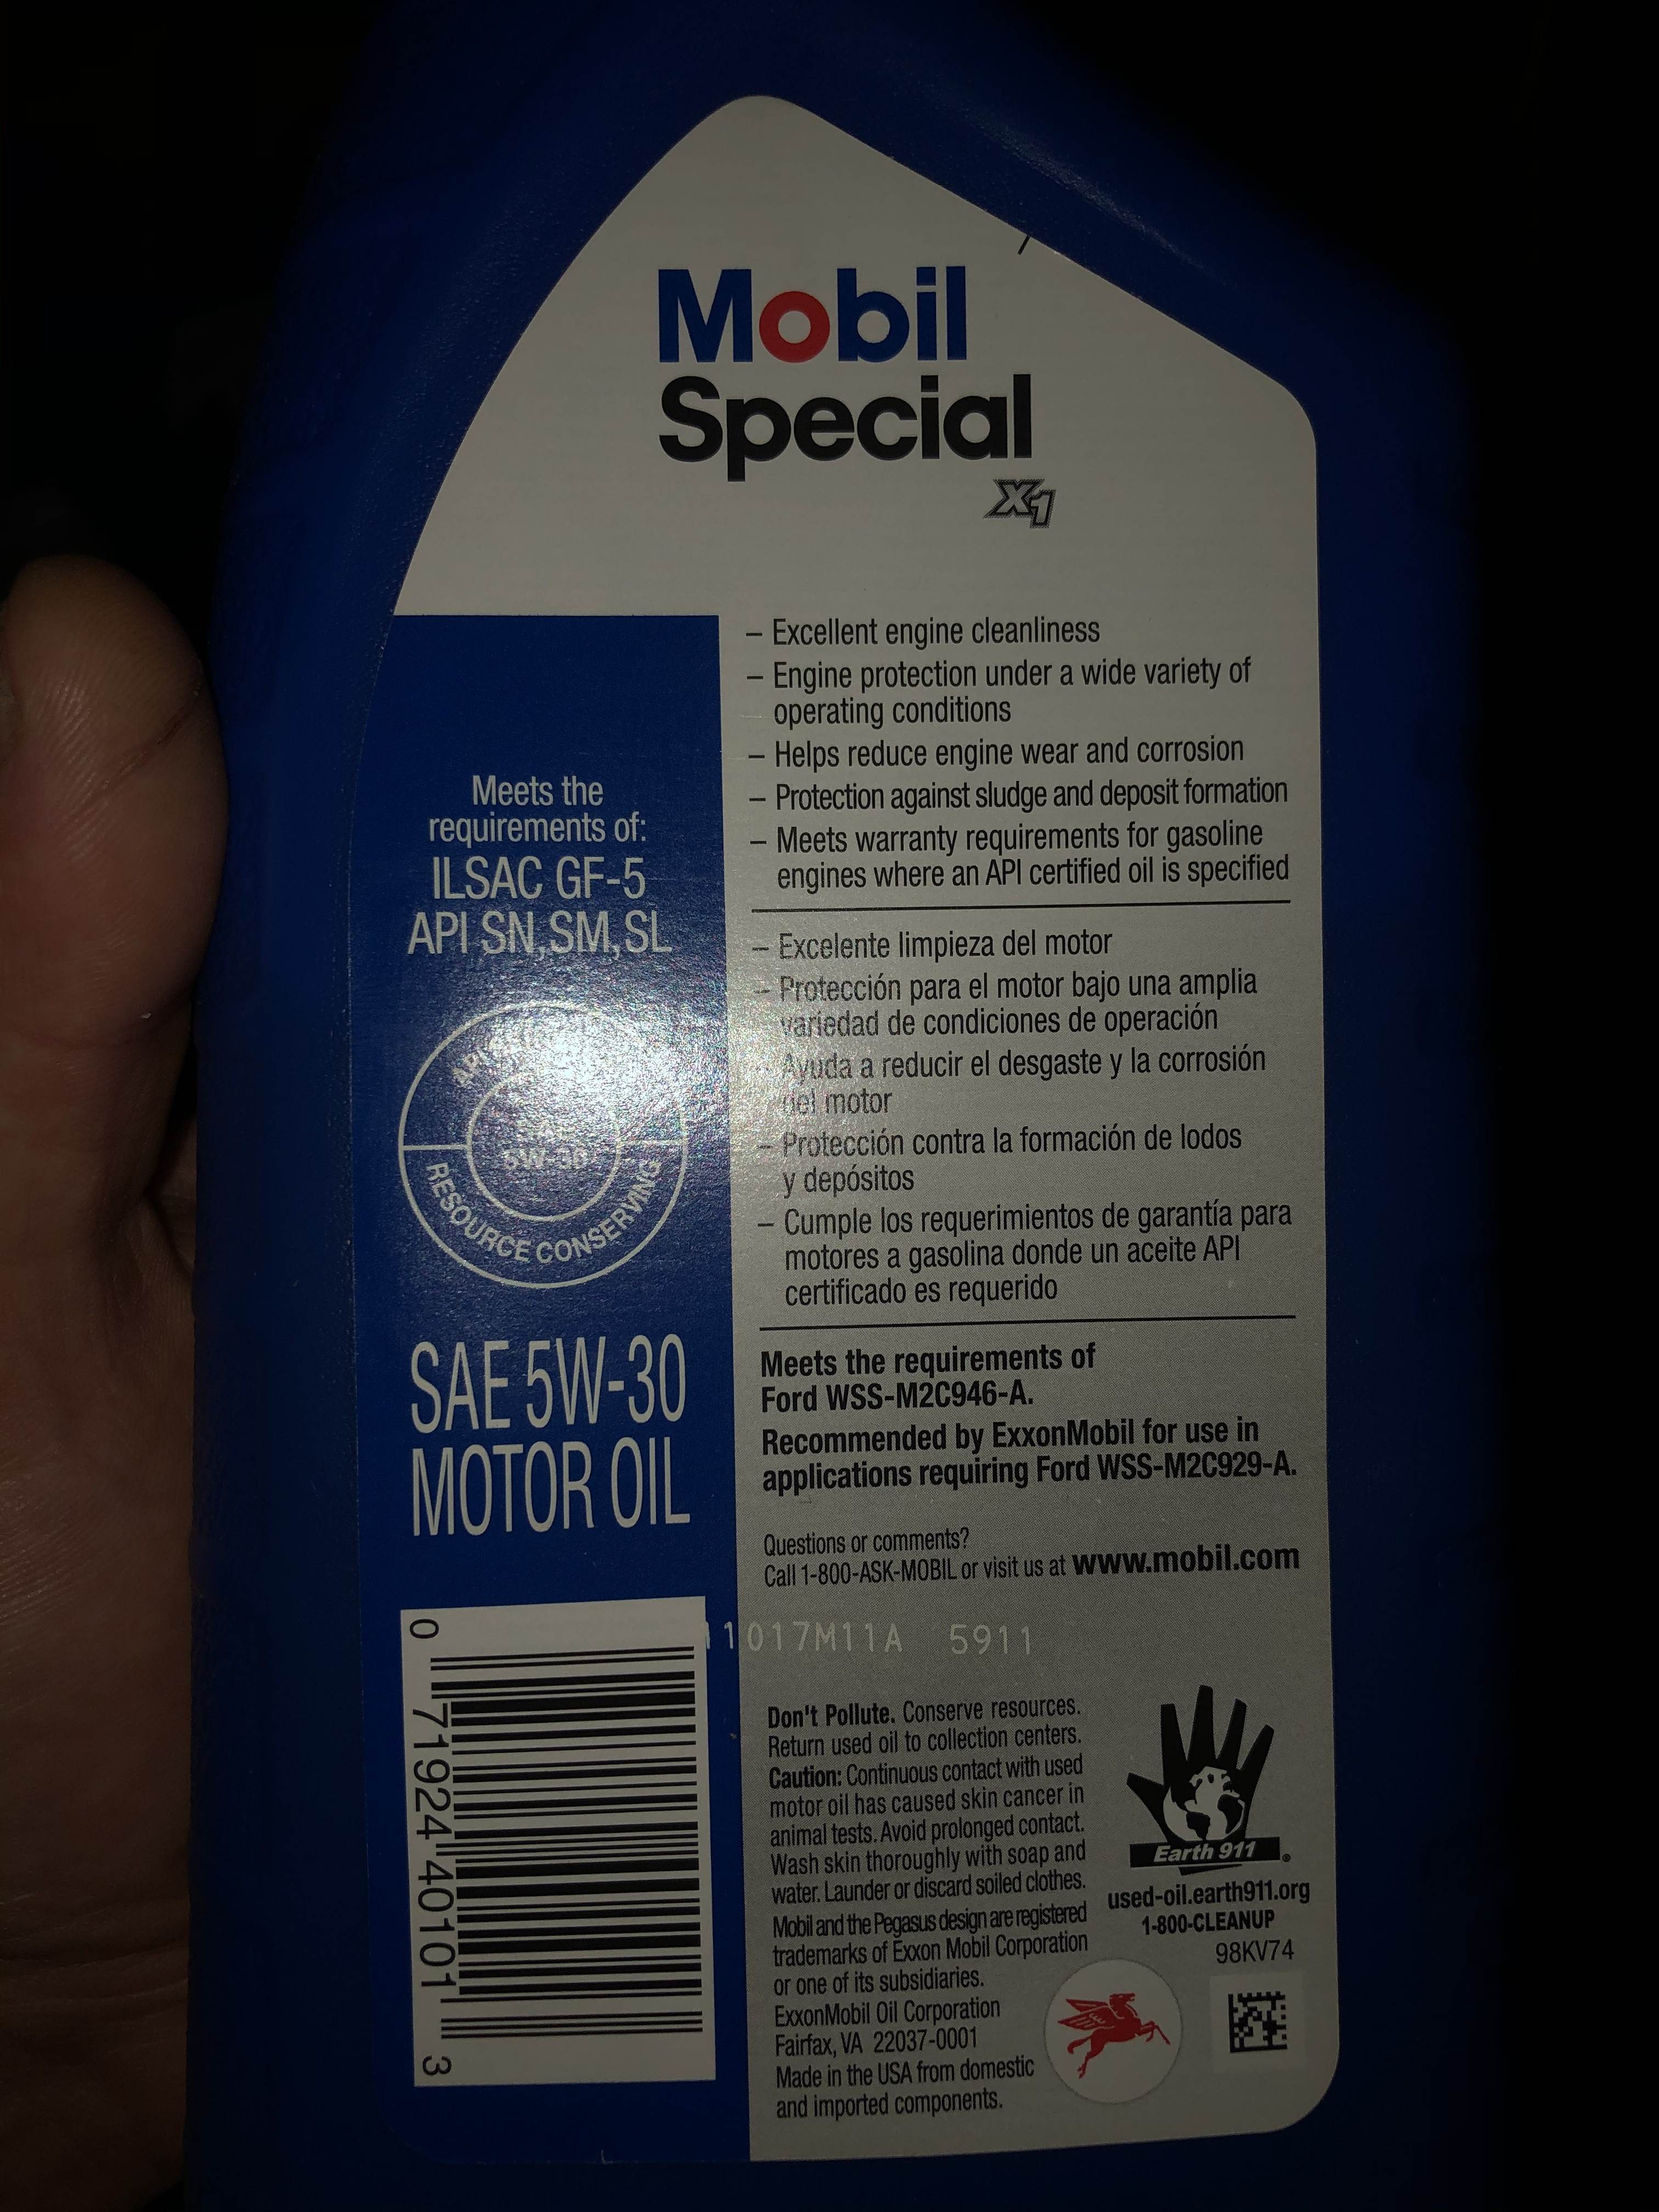 Mobil
Special
X1
Meets the
requirements of:
ILSAC GF-5
API SN,SM,SL
API
5W-30
RESOURCE CONSERVING
SAE 5W-30
MOTOR OIL
– Excellent engine cleanliness
– Engine protection under a wide variety of
operating conditions
– Helps reduce engine wear and corrosion
– Protection against sludge and deposit formation
– Meets warranty requirements for gasoline
engines where an API certified oil is specified
– Excelente limpieza del motor
– Protección para el motor bajo una amplia
variedad de condiciones de operación
– Ayuda a reducir el desgaste y la corrosión
del motor
– Protección contra la formación de lodos
y depósitos
– Cumple los requerimientos de garantía para
motores a gasolina donde un aceite API
certificado es requerido
Meets the requirements of
Ford WSS-M2C946-A.
Recommended by ExxonMobil for use in
applications requiring Ford WSS-M2C929-A.
Questions or comments?
Call 1-800-ASK-MOBIL or visit us at www.mobil.com
11017M11A 5911
0 71924 40101 3
Don't Pollute. Conserve resources.
Return used oil to collection centers.
Caution: Continuous contact with used
motor oil has caused skin cancer in
animal tests. Avoid prolonged contact.
Wash skin thoroughly with soap and
water. Launder or discard soiled clothes.
Mobil and the Pegasus design are registered
trademarks of Exxon Mobil Corporation
or one of its subsidiaries.
ExxonMobil Oil Corporation
Fairfax, VA 22037-0001
Made in the USA from domestic
and imported components.
Earth 911®
used-oil.earth911.org
1-800-CLEANUP
98KV74